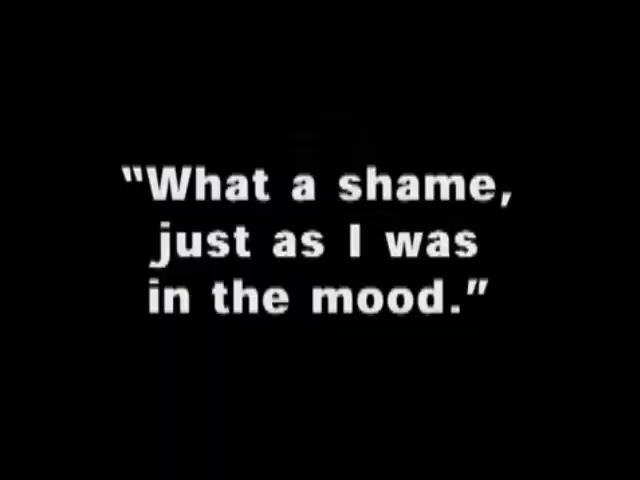 “What a shame,
just as I was
in the mood.”